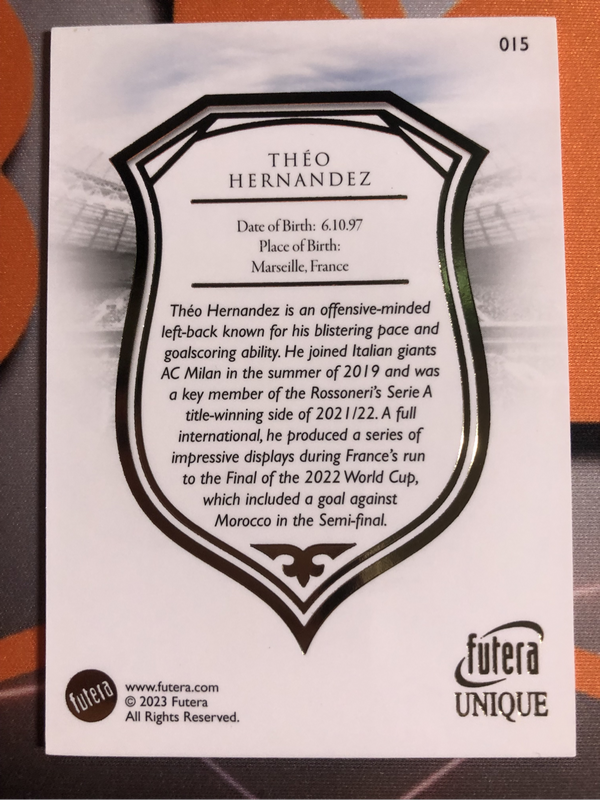 015
THÉO
HERNANDEZ
Date of Birth: 6.10.97
Place of Birth:
Marseille, France
Théo Hernandez is an offensive-minded
left-back known for his blistering pace and
goalscoring ability. He joined Italian giants
AC Milan in the summer of 2019 and was
a key member of the Rossoneri's Serie A
title-winning side of 2021/22. A full
international, he produced a series of
impressive displays during France's run
to the Final of the 2022 World Cup,
which included a goal against
Morocco in the Semi-final.
futera
www.futera.com
© 2023 Futera
All Rights Reserved.
futera
UNIQUE